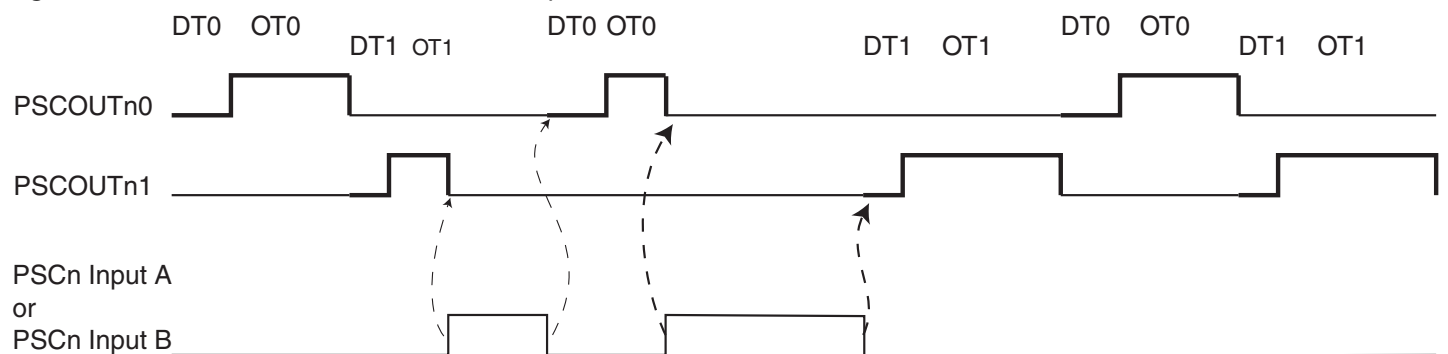 DT0 OT0 DT0 OT0 DT0 OT0
DT1 OT1 DT1 OT1 DT1 OT1
PSCOUTn0
PSCOUTn1
PSCn Input A
or
PSCn Input B